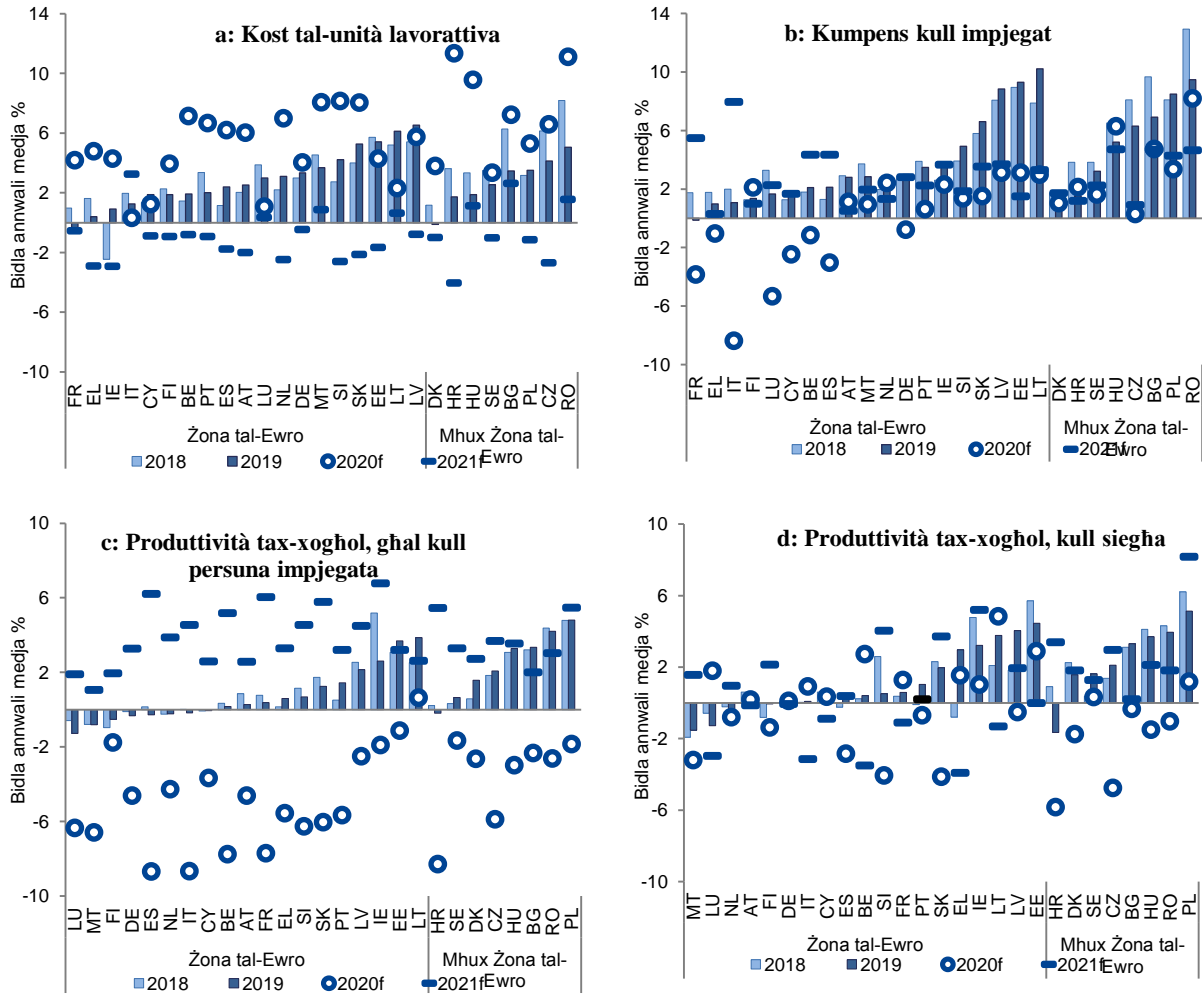 a: Kost tal-unità lavorattiva
Bidla annwali medja %
14
10
6
2
-2
-6
-10
FR EL IE IT CY FI BE PT ES AT LU NL DE MT SI SK EE LT LV DK HR HU SE BG PL CZ RO
Żona tal-Ewro
Mhux Żona tal-Ewro
2018 2019 2020f 2021f
b: Kumpens kull impjegat
Bidla annwali medja %
14
10
6
2
-2
-6
-10
FR EL IT FI LU CY BE ES AT MT NL DE PT IE SI SK LV EE LT DK HR SE HU CZ BG PL RO
Żona tal-Ewro
Mhux Żona tal-Ewro
2018 2019 2020f 2021f
c: Produttività tax-xogħol, għal kull
persuna impjegata
Bidla annwali medja %
10
6
2
-2
-6
-10
LU MT FI DE ES NL IT CY BE AT FR EL SI SK PT LV IE EE LT HR SE DK CZ HU BG RO PL
Żona tal-Ewro
Mhux Żona tal-Ewro
2018 2019 2020f 2021f
d: Produttività tax-xogħol, kull siegħa
Bidla annwali medja %
10
6
2
-2
-6
-10
MT LU NL AT FI DE IT CY ES BE SI FR PT SK EL IE LT LV EE HR DK SE CZ BG HU RO PL
Żona tal-Ewro
Mhux Żona tal-Ewro
2018 2019 2020f 2021f